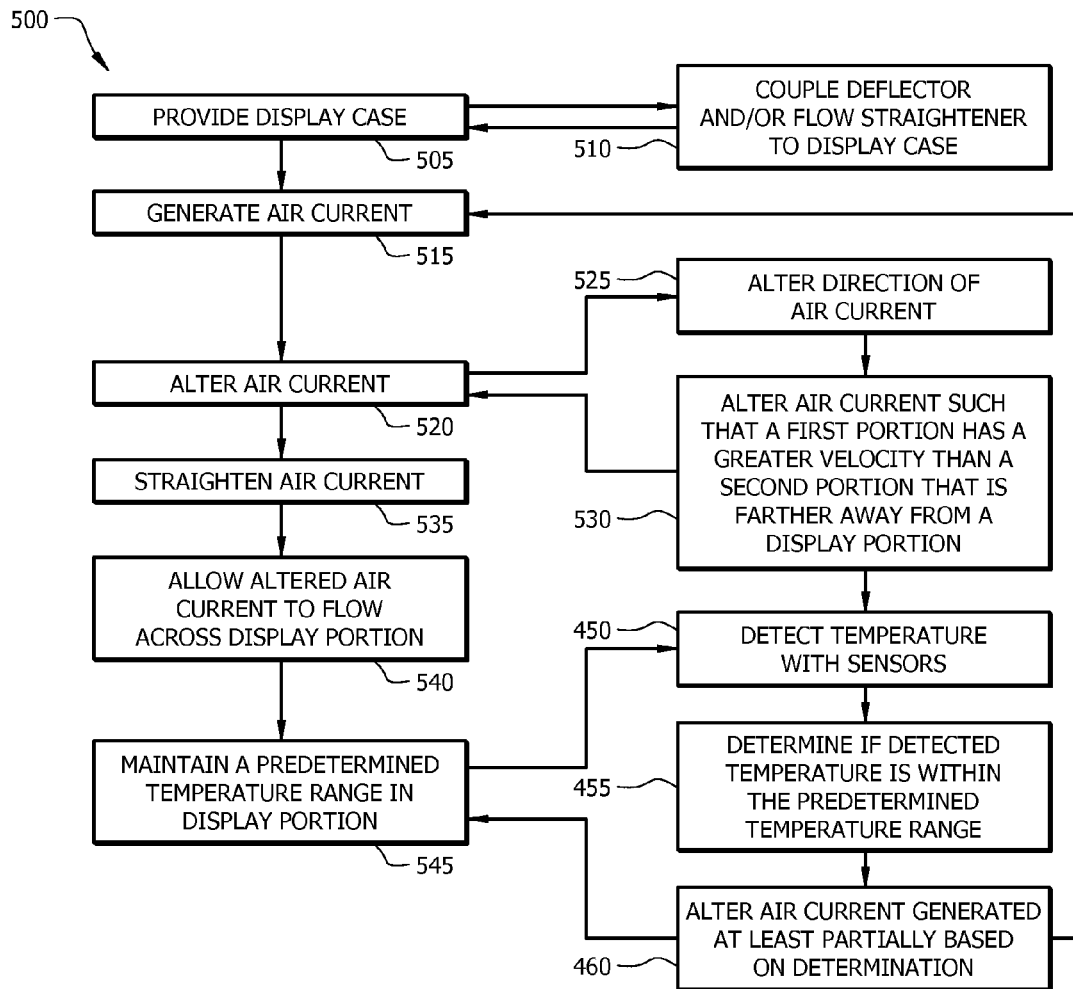 500
PROVIDE DISPLAY CASE
505
COUPLE DEFLECTOR
AND/OR FLOW STRAIGHTENER
TO DISPLAY CASE
510
GENERATE AIR CURRENT
515
525
ALTER DIRECTION OF
AIR CURRENT
ALTER AIR CURRENT
520
ALTER AIR CURRENT SUCH
THAT A FIRST PORTION HAS A
GREATER VELOCITY THAN A
SECOND PORTION THAT IS
FARTHER AWAY FROM A
DISPLAY PORTION
530
STRAIGHTEN AIR CURRENT
535
ALLOW ALTERED AIR
CURRENT TO FLOW
ACROSS DISPLAY PORTION
540
450
DETECT TEMPERATURE
WITH SENSORS
MAINTAIN A PREDETERMINED
TEMPERATURE RANGE IN
DISPLAY PORTION
545
DETERMINE IF DETECTED
TEMPERATURE IS WITHIN
THE PREDETERMINED
TEMPERATURE RANGE
455
ALTER AIR CURRENT GENERATED
AT LEAST PARTIALLY BASED
ON DETERMINATION
460